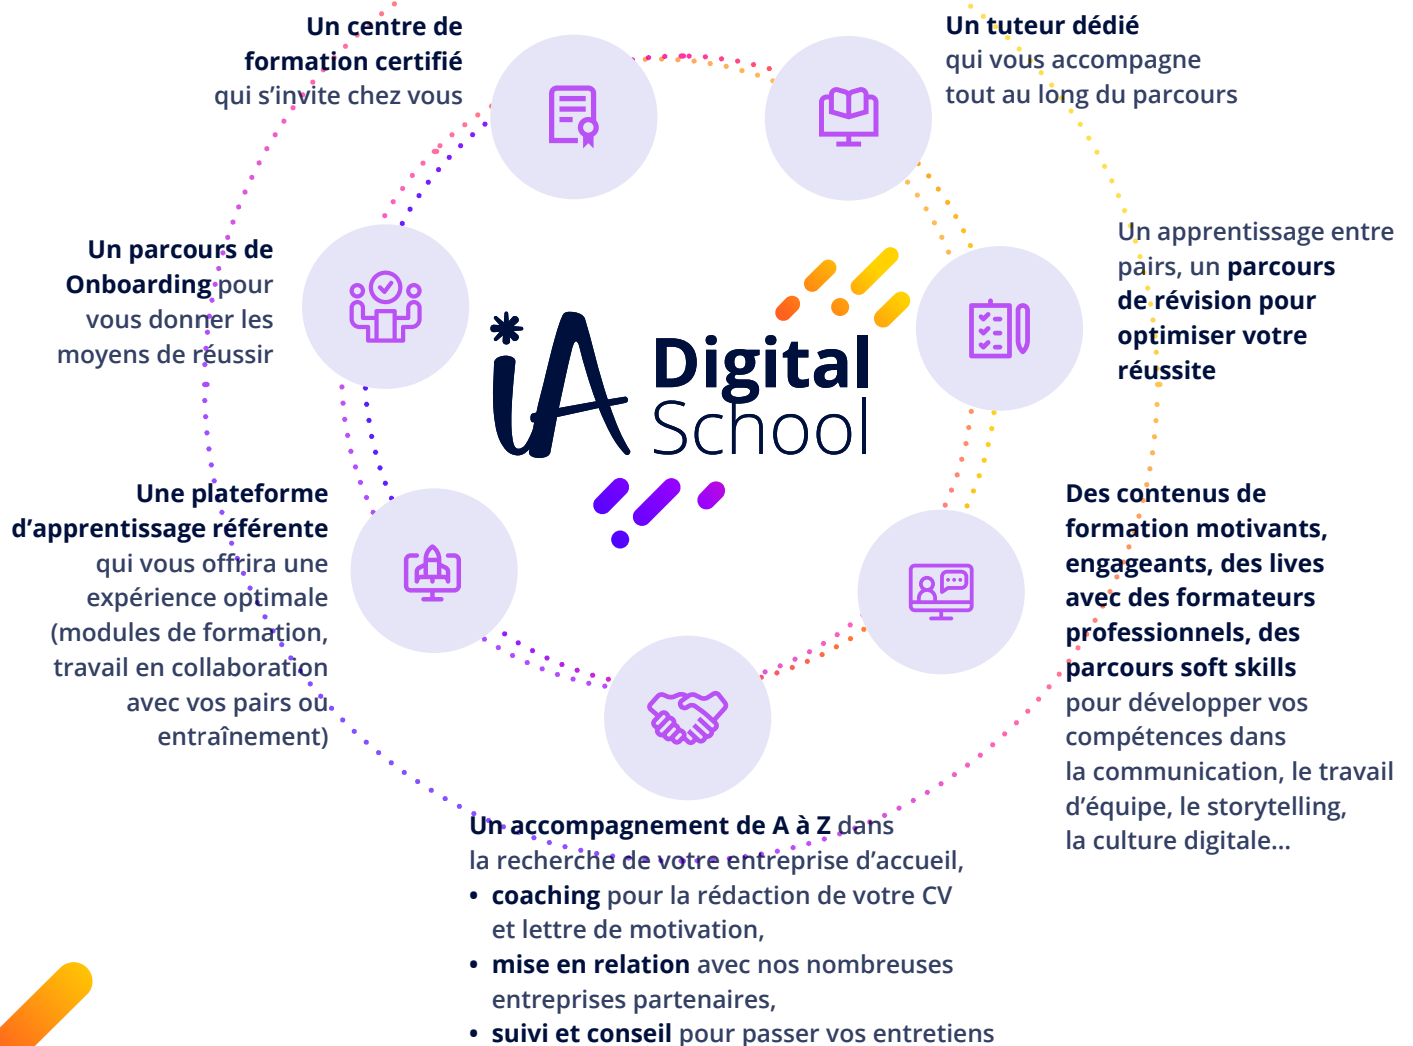 Un centre de
formation certifié
qui s’invite chez vous
Un tuteur dédié
qui vous accompagne
tout au long du parcours
Un parcours de
Onboarding pour
vous donner les
moyens de réussir
Un apprentissage entre
pairs, un parcours
de révision pour
optimiser votre
réussite
iA Digital
School
Une plateforme
d’apprentissage référente
qui vous offrira une
expérience optimale
(modules de formation,
travail en collaboration
avec vos pairs ou
entraînement)
Des contenus de
formation motivants,
engageants, des lives
avec des formateurs
professionnels, des
parcours soft skills
pour développer vos
compétences dans
la communication, le travail
d’équipe, le storytelling,
la culture digitale...
Un accompagnement de A à Z dans
la recherche de votre entreprise d’accueil,
• coaching pour la rédaction de votre CV
et lettre de motivation,
• mise en relation avec nos nombreuses
entreprises partenaires,
• suivi et conseil pour passer vos entretiens